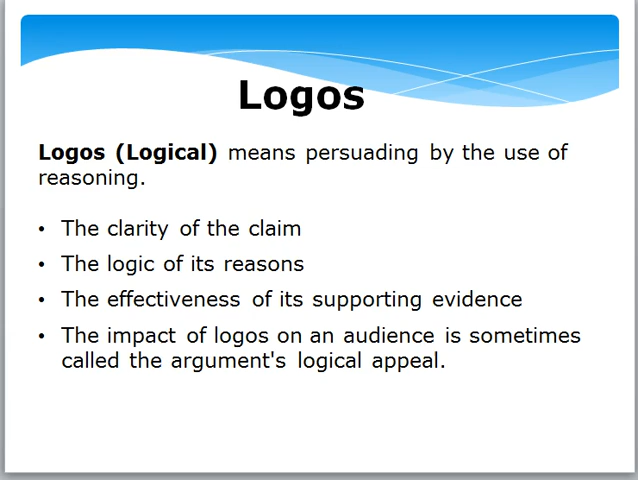 Logos
Logos (Logical) means persuading by the use of
reasoning.
• The clarity of the claim
• The logic of its reasons
• The effectiveness of its supporting evidence
• The impact of logos on an audience is sometimes
called the argument's logical appeal.